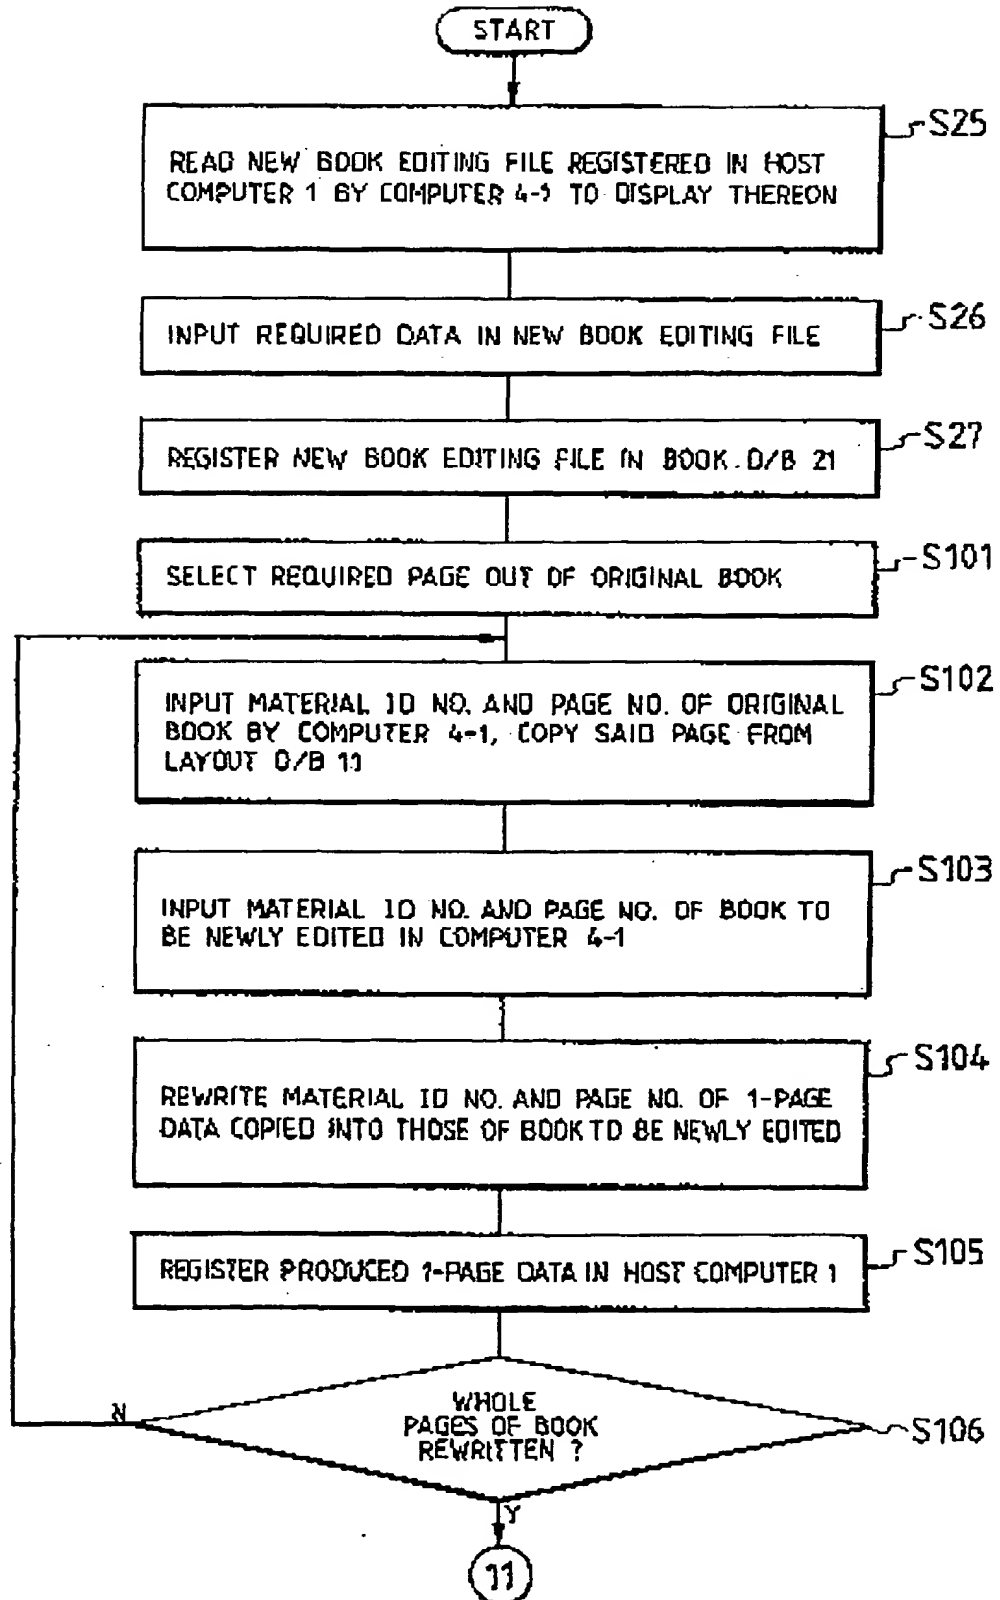 START
S25
READ NEW BOOK EDITING FILE REGISTERED IN HOST
COMPUTER 1 BY COMPUTER 4-1 TO DISPLAY THEREON
S26
INPUT REQUIRED DATA IN NEW BOOK EDITING FILE
S27
REGISTER NEW BOOK EDITING FILE IN BOOK D/B 21
S101
SELECT REQUIRED PAGE OUT OF ORIGINAL BOOK
S102
INPUT MATERIAL ID NO. AND PAGE NO. OF ORIGINAL
BOOK BY COMPUTER 4-1, COPY SAID PAGE FROM
LAYOUT D/B 11
S103
INPUT MATERIAL ID NO. AND PAGE NO. OF BOOK TO
BE NEWLY EDITED IN COMPUTER 4-1
S104
REWRITE MATERIAL ID NO. AND PAGE NO. OF 1-PAGE
DATA COPIED INTO THOSE OF BOOK TO BE NEWLY EDITED
S105
REGISTER PRODUCED 1-PAGE DATA IN HOST COMPUTER 1
N
WHOLE
PAGES OF BOOK
REWRITTEN ?
S106
Y
11